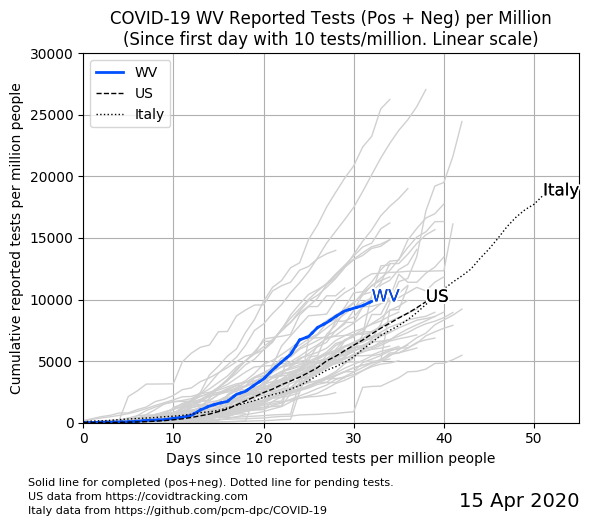 COVID-19 WV Reported Tests (Pos + Neg) per Million
(Since first day with 10 tests/million. Linear scale)
30000
25000
20000
15000
10000
5000
0
Cumulative reported tests per million people
WV
US
Italy
Italy
WV
US
0 10 20 30 40 50
Days since 10 reported tests per million people
Solid line for completed (pos+neg). Dotted line for pending tests.
US data from https://covidtracking.com
Italy data from https://github.com/pcm-dpc/COVID-19
15 Apr 2020